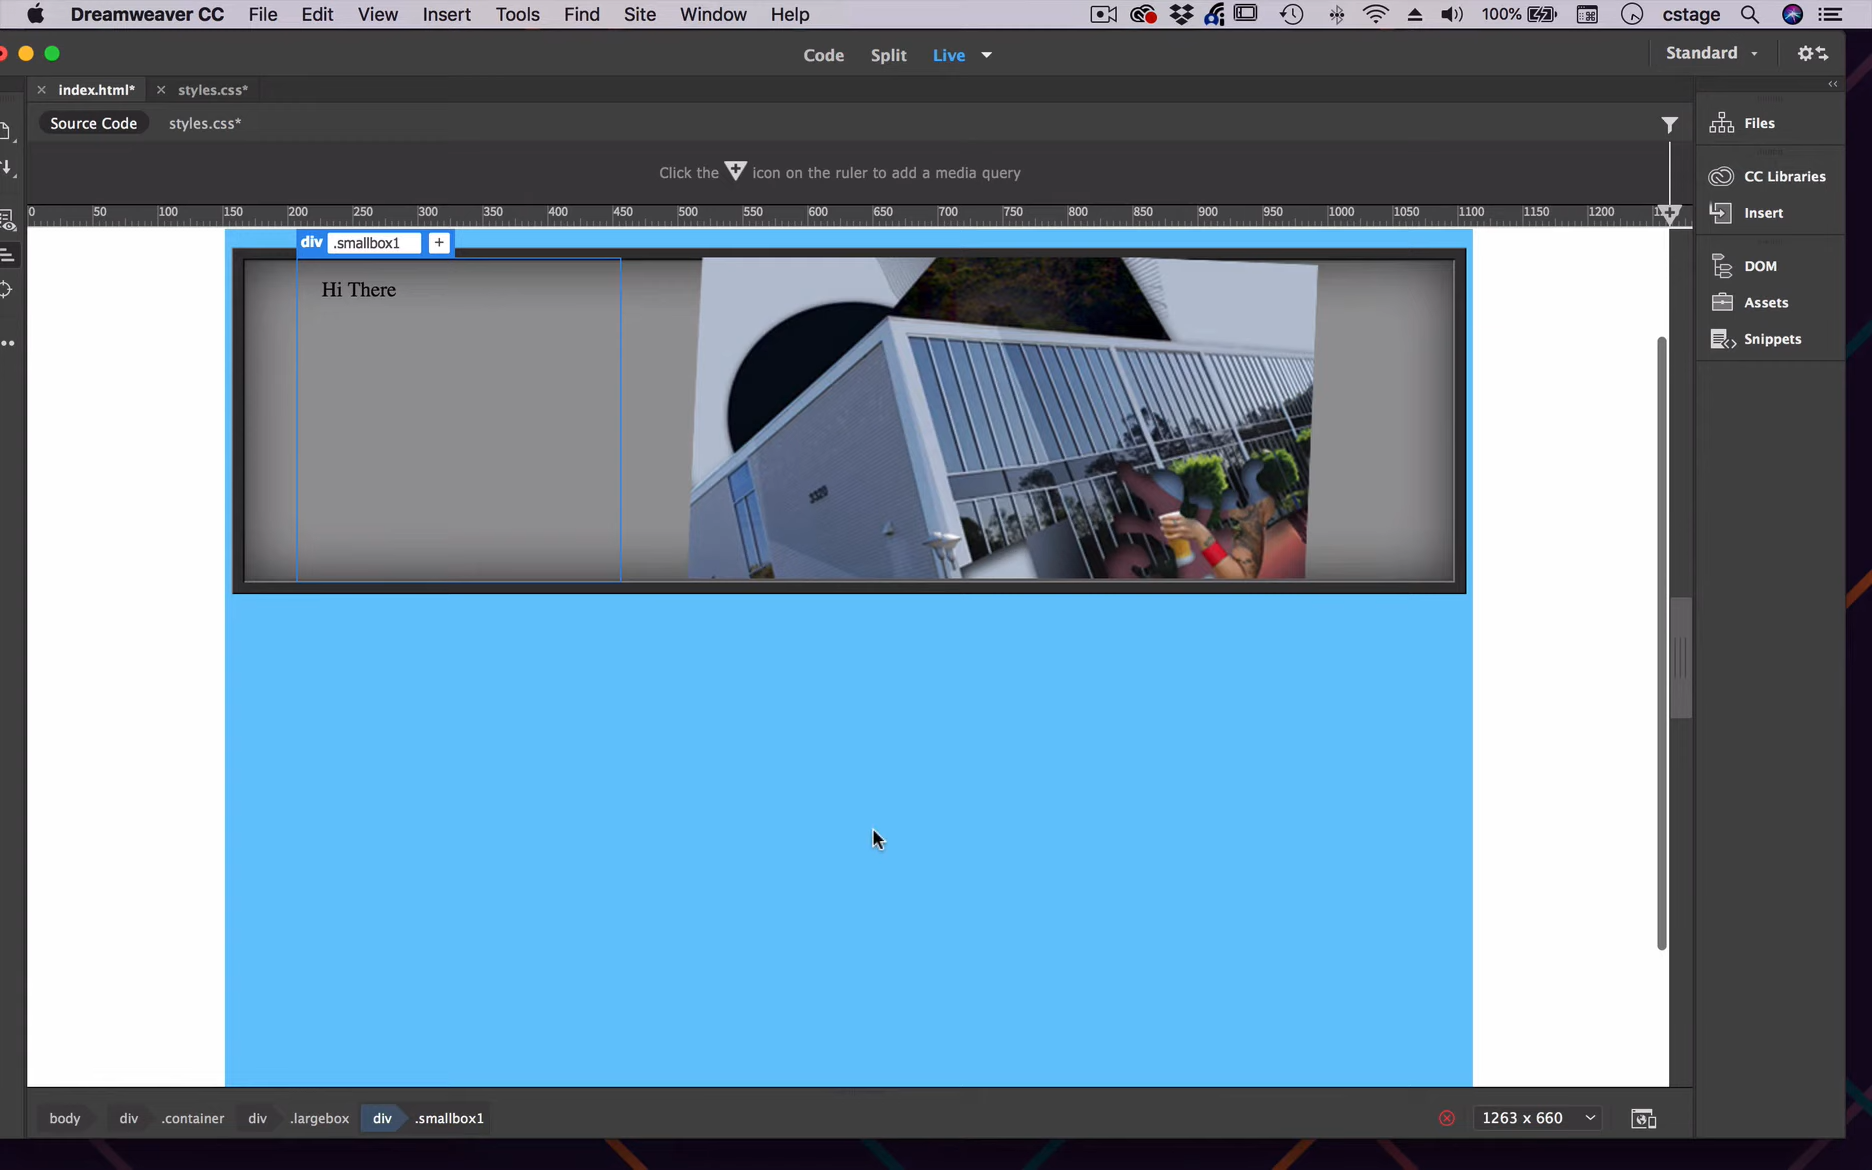 Dreamweaver CC File Edit View Insert Tools Find Site Window Help 100% cstage
Code Split Live Standard
index.html* styles.css*
Source Code styles.css*
Click the icon on the ruler to add a media query
0 50 100 150 200 250 300 350 400 450 500 550 600 650 700 750 800 850 900 950 1000 1050 1100 1150 1200
div .smallbox1 +
Hi There
3320
Files
CC Libraries
Insert
DOM
Assets
Snippets
body div .container div .largebox div .smallbox1 1263 x 660